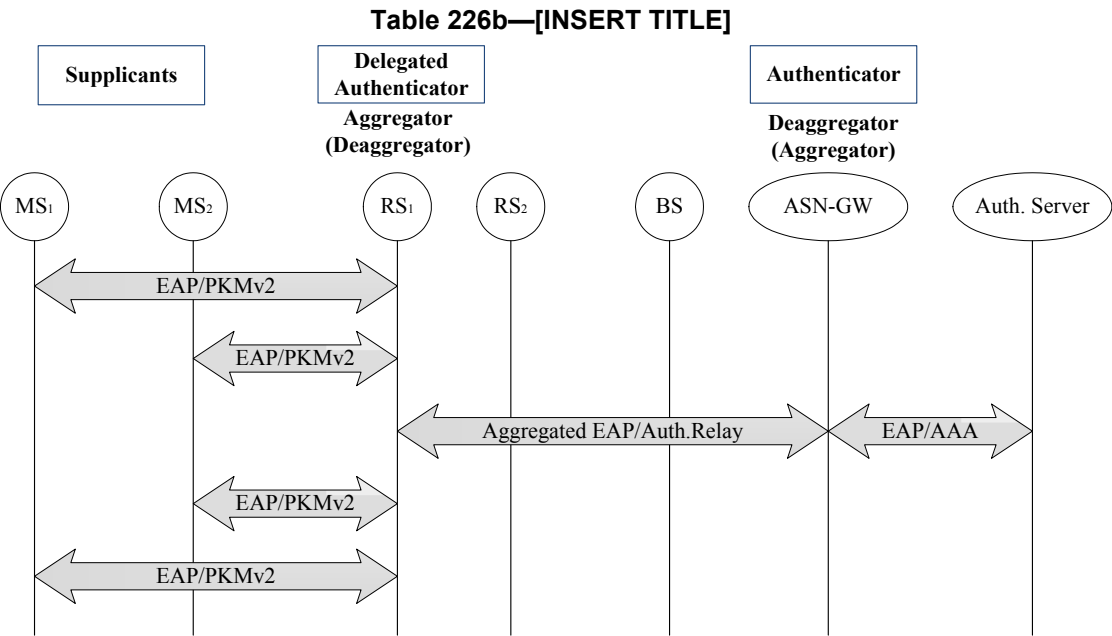 Table 226b—[INSERT TITLE]
Supplicants
Delegated
Authenticator
Aggregator
(Deaggregator)
Authenticator
Deaggregator
(Aggregator)
MS1
MS2
RS1
RS2
BS
ASN-GW
Auth. Server
EAP/PKMv2
EAP/PKMv2
Aggregated EAP/Auth.Relay
EAP/AAA
EAP/PKMv2
EAP/PKMv2